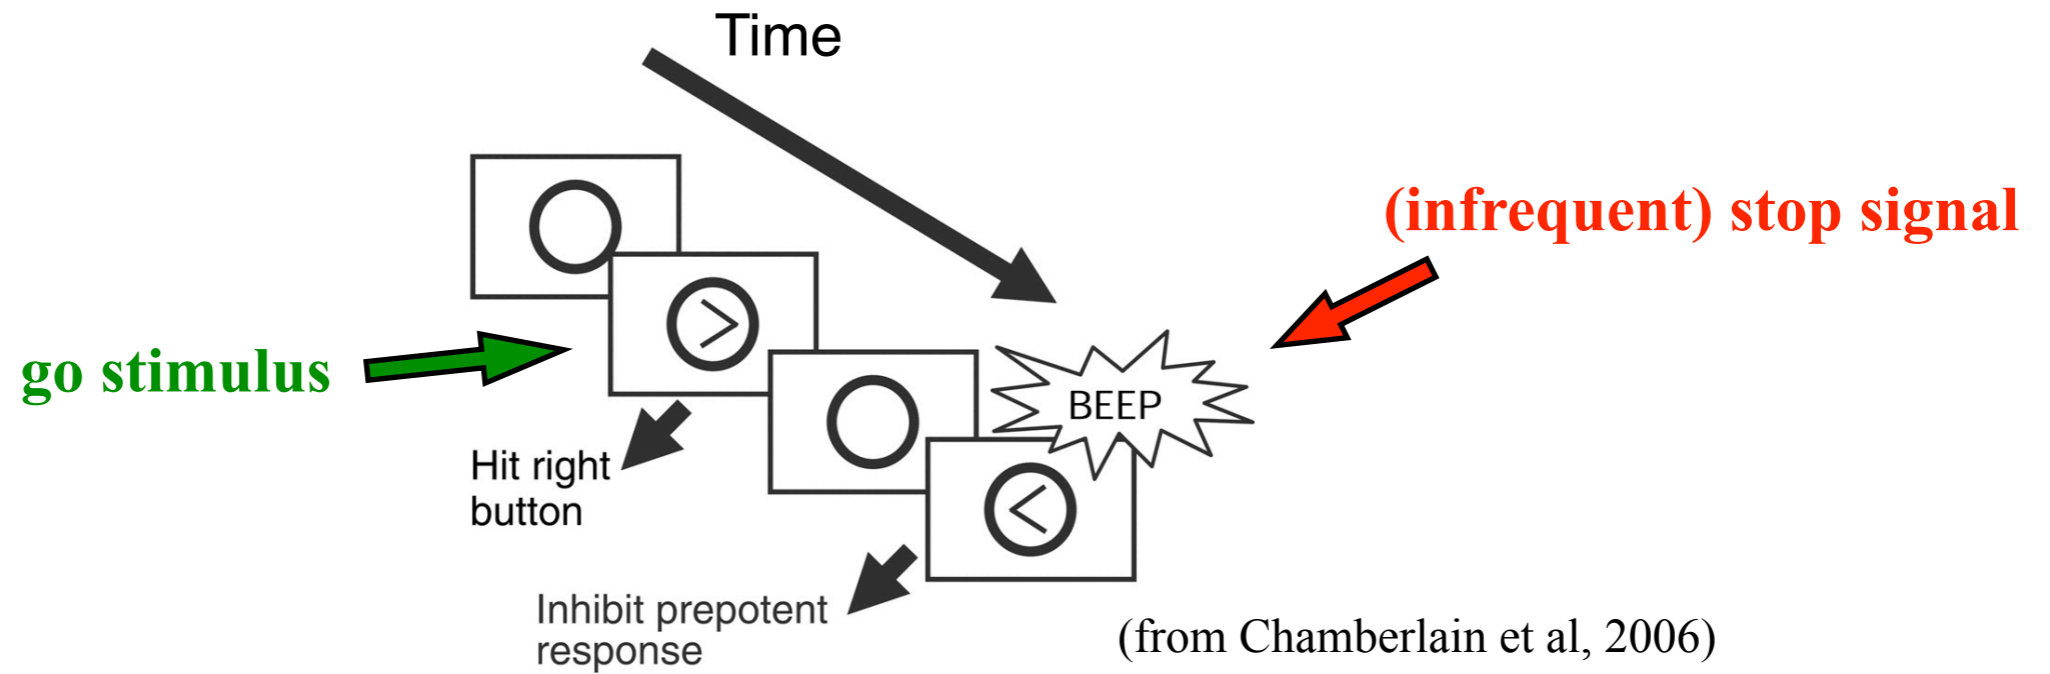 Time
(infrequent) stop signal
go stimulus
BEEP
>
<
Hit right
button
Inhibit prepotent
response
(from Chamberlain et al, 2006)